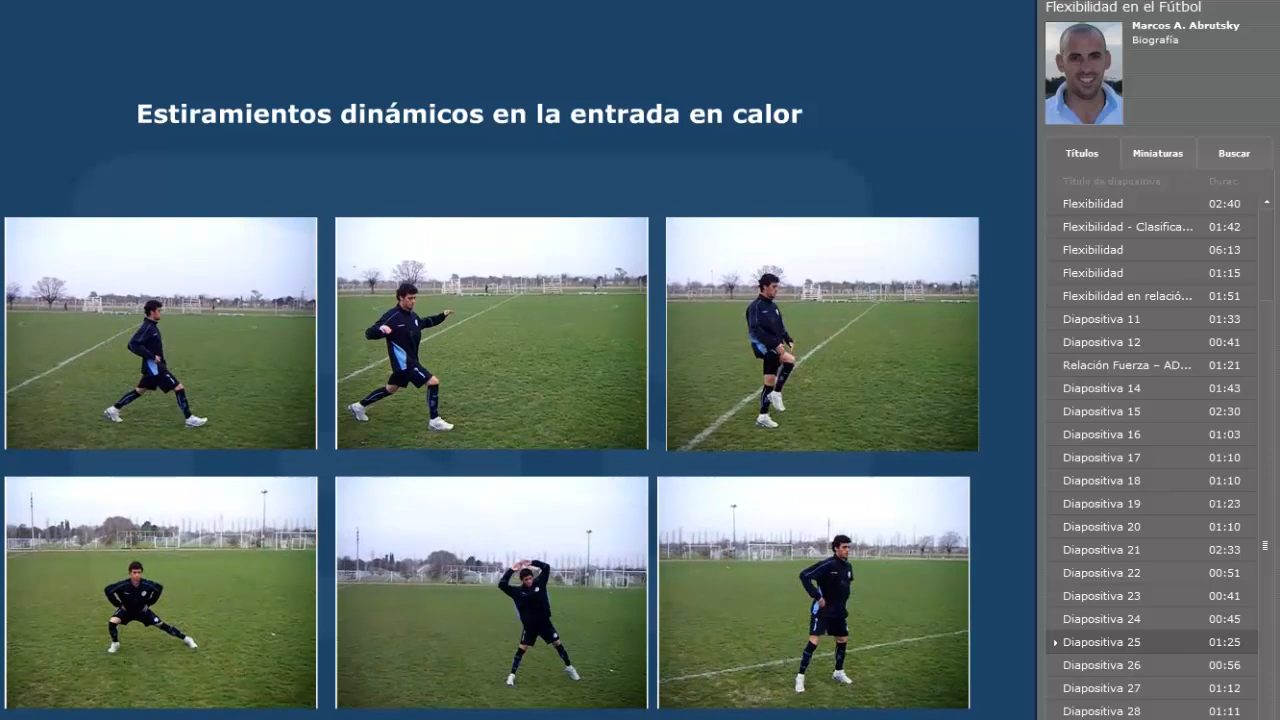 Flexibilidad en el Fútbol
Marcos A. Abrutsky
Biografía
Estiramientos dinámicos en la entrada en calor
Títulos Miniaturas Buscar
Título de diapositiva Durac.
Flexibilidad 02:40
Flexibilidad - Clasifica... 01:42
Flexibilidad 06:13
Flexibilidad 01:15
Flexibilidad en relació... 01:51
Diapositiva 11 01:33
Diapositiva 12 00:41
Relación Fuerza – AD... 01:21
Diapositiva 14 01:43
Diapositiva 15 02:30
Diapositiva 16 01:03
Diapositiva 17 01:10
Diapositiva 18 01:10
Diapositiva 19 01:23
Diapositiva 20 01:10
Diapositiva 21 02:33
Diapositiva 22 00:51
Diapositiva 23 00:41
Diapositiva 24 00:45
Diapositiva 25 01:25
Diapositiva 26 00:56
Diapositiva 27 01:12
Diapositiva 28 01:11